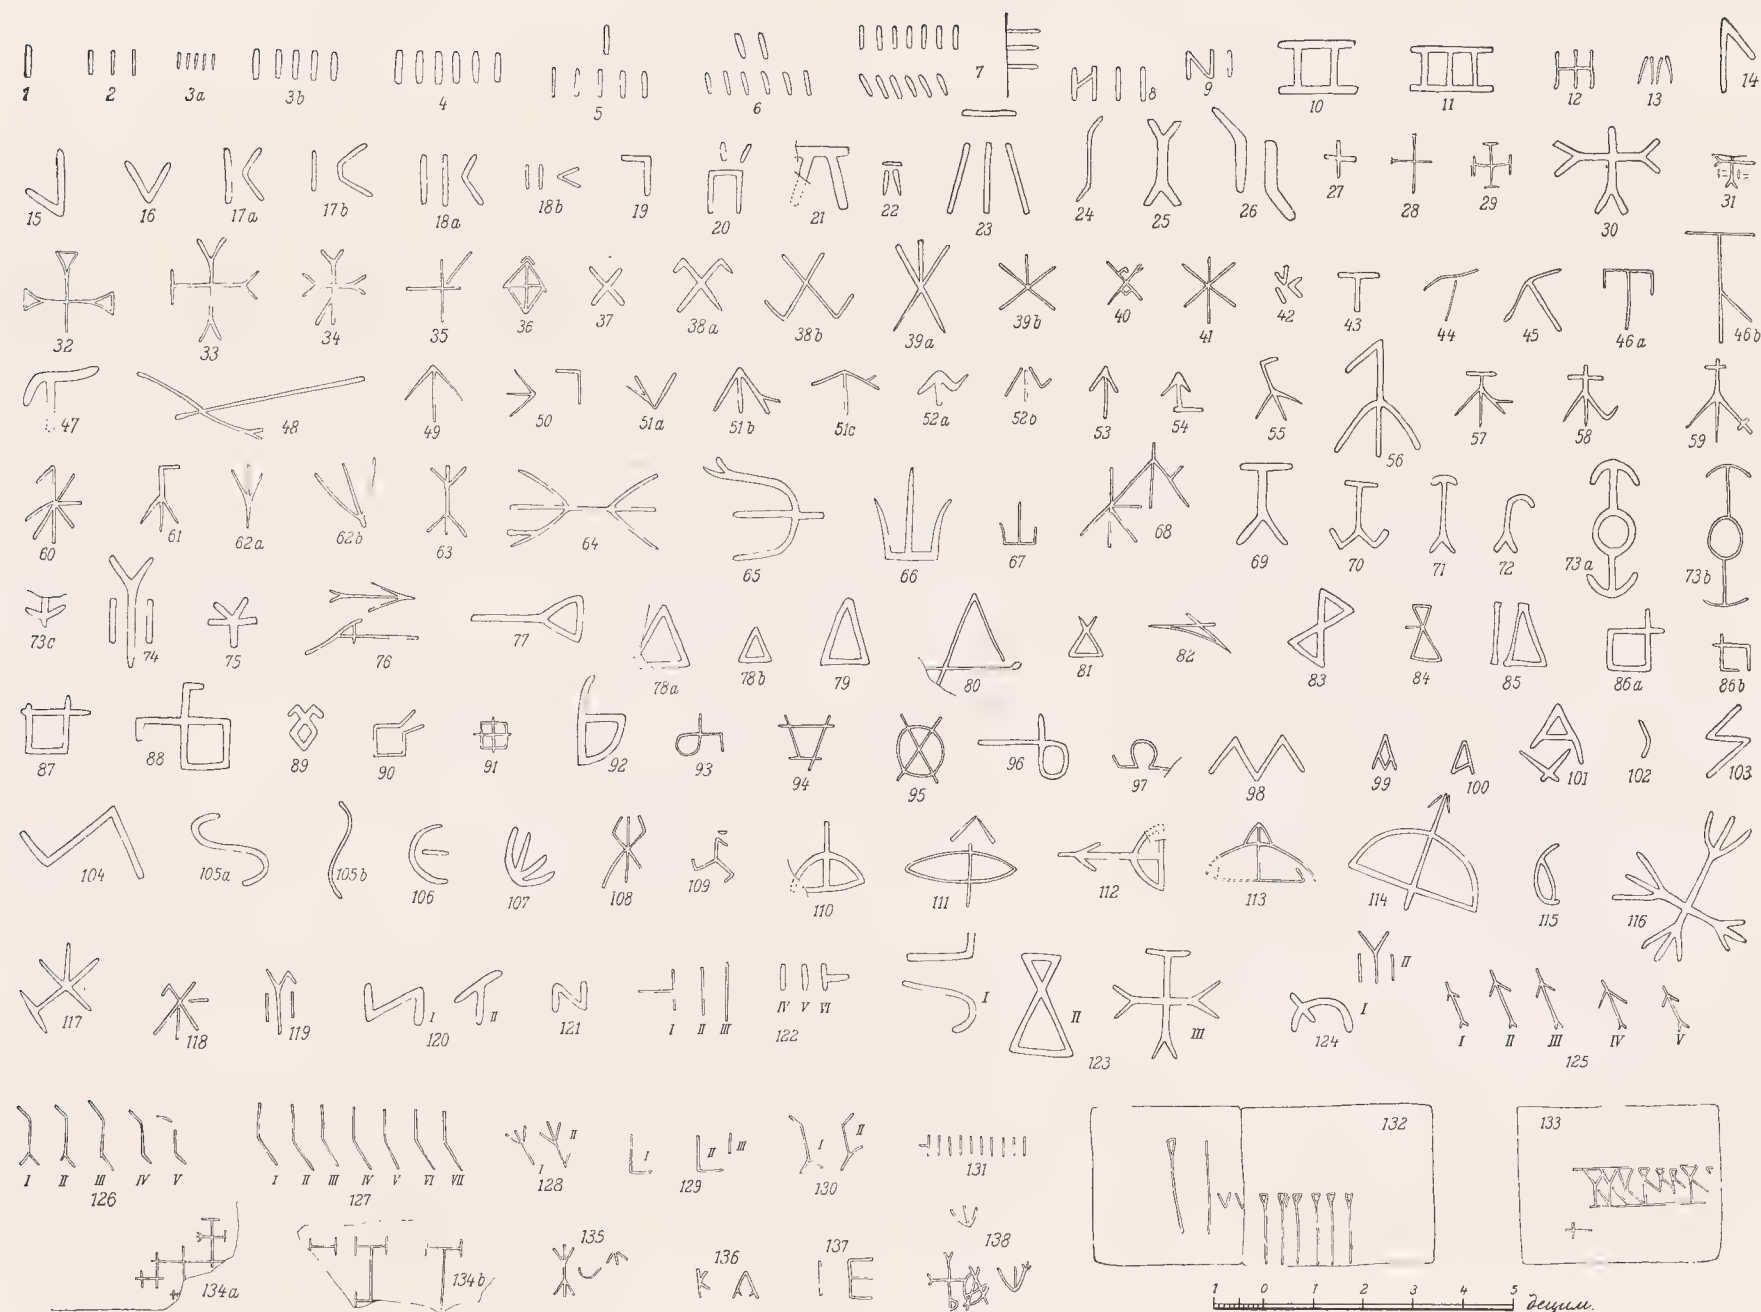 1 2 3a 3b 4 5 6 7 8 9 10 11 12 13 14
15 16 17a 17b 18a 18b 19 20 21 22 23 24 25 26 27 28 29 30 31
32 33 34 35 36 37 38a 38b 39a 39b 40 41 42 43 44 45 46a 46b
47 48 49 50 51a 51b 51c 52a 52b 53 54 55 56 57 58 59
60 61 62a 62b 63 64 65 66 67 68 69 70 71 72 73a 73b
73c 74 75 76 77 78a 78b 79 80 81 82 83 84 85 86a 86b
87 88 89 90 91 92 93 94 95 96 97 98 99 100 101 102 103
104 105a 105b 106 107 108 109 110 111 112 113 114 115 116
117 118 119 I 120 II 121 I II III 122 IV V VI I II 123 III 124 I II I II III 125 IV V
I II III 126 IV V I II III 127 IV V VI VII I 128 II I 129 II III I 130 II 131 132 133
134a 134b 135 136 137 138
1 0 1 2 3 4 5 децим.